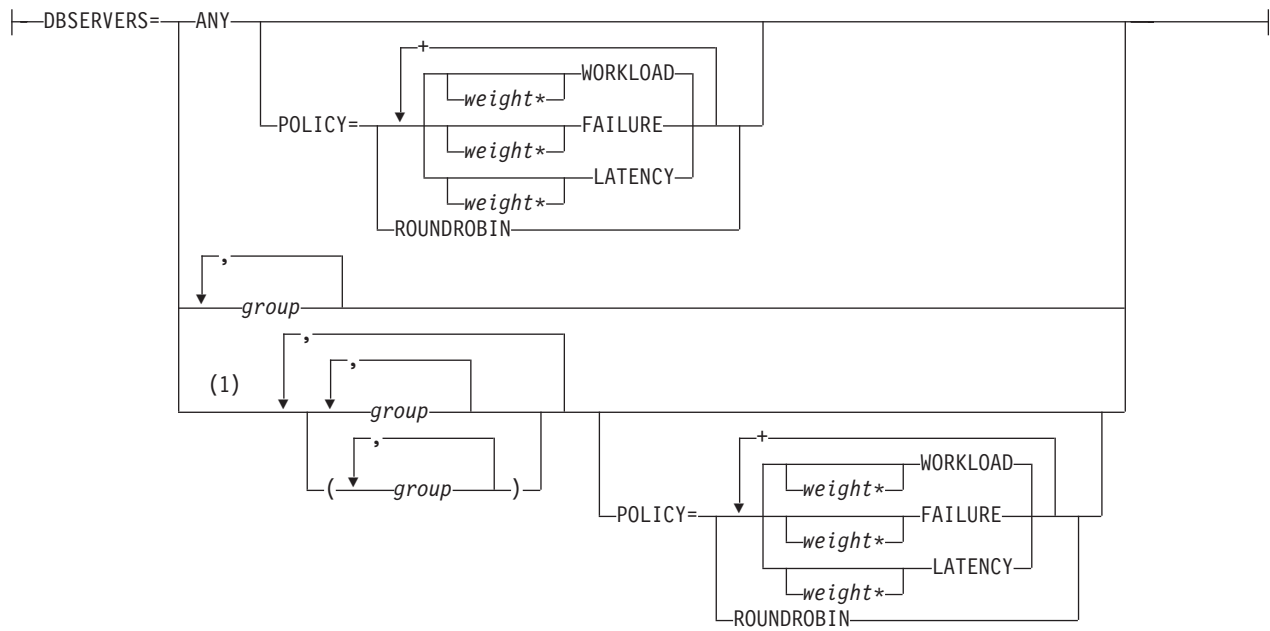 DBSERVERS= ANY
+
WORKLOAD
weight*
POLICY= FAILURE
weight*
LATENCY
weight*
ROUNDROBIN
,
group
,
(1) ,
group
,
( group )
+
WORKLOAD
weight*
POLICY= FAILURE
weight*
LATENCY
weight*
ROUNDROBIN